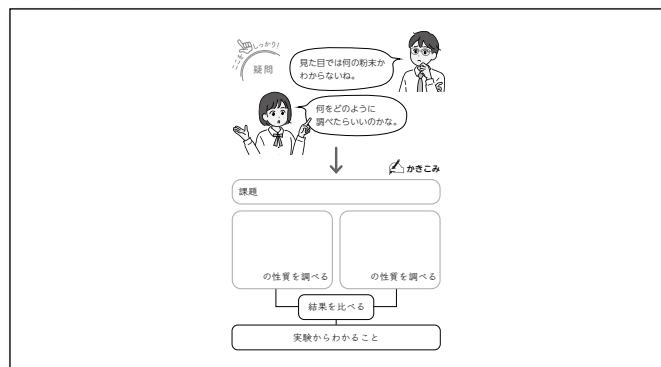 ここをしっかり!
疑問
見た目では何の粉末か
わからないね。
何をどのように
調べたらいいのかな。
かきこみ
課題
の性質を調べる
の性質を調べる
結果を比べる
実験からわかること